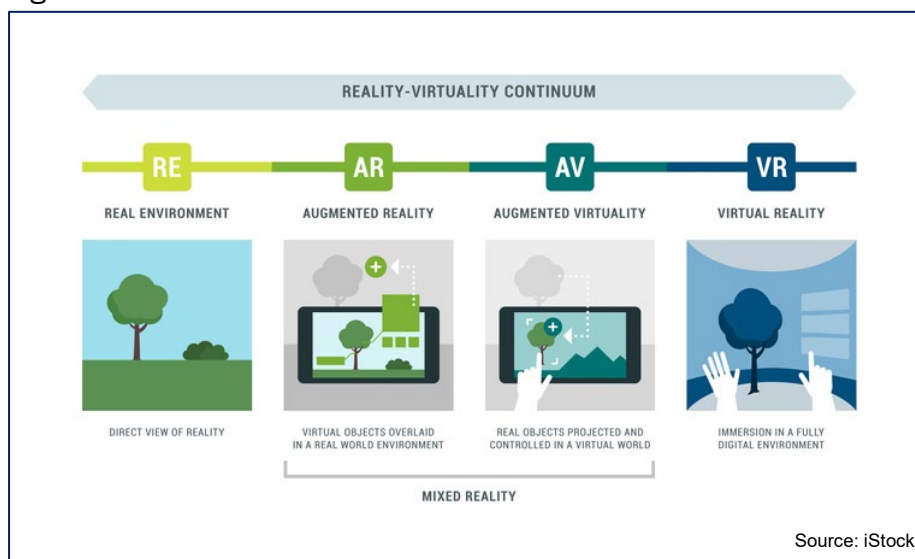 REALITY-VIRTUALITY CONTINUUM
RE
AR
AV
VR
REAL ENVIRONMENT
AUGMENTED REALITY
AUGMENTED VIRTUALITY
VIRTUAL REALITY
DIRECT VIEW OF REALITY
VIRTUAL OBJECTS OVERLAID
IN A REAL WORLD ENVIRONMENT
REAL OBJECTS PROJECTED AND
CONTROLLED IN A VIRTUAL WORLD
IMMERSION IN A FULLY
DIGITAL ENVIRONMENT
MIXED REALITY
Source: iStock